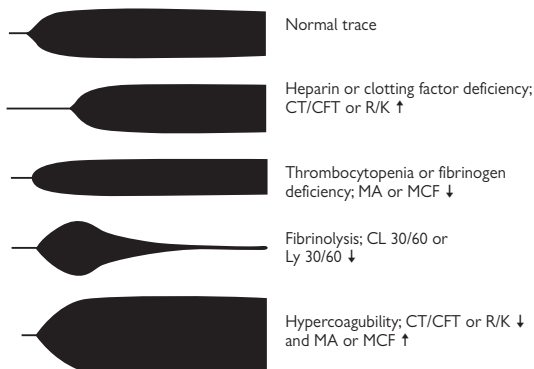 Normal trace
Heparin or clotting factor deficiency;
CT/CFT or R/K ↑
Thrombocytopenia or fibrinogen
deficiency; MA or MCF ↓
Fibrinolysis; CL 30/60 or
Ly 30/60 ↓
Hypercoagubility; CT/CFT or R/K ↓
and MA or MCF ↑